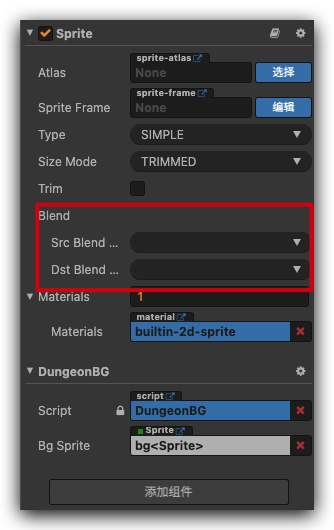 Sprite
sprite-atlas
Atlas None 选择
sprite-frame
Sprite Frame None 编辑
Type SIMPLE
Size Mode TRIMMED
Trim
Blend
Src Blend ...
Dst Blend ...
Materials 1
material
Materials builtin-2d-sprite
DungeonBG
script
Script DungeonBG
Sprite
Bg Sprite bg<Sprite>
添加组件